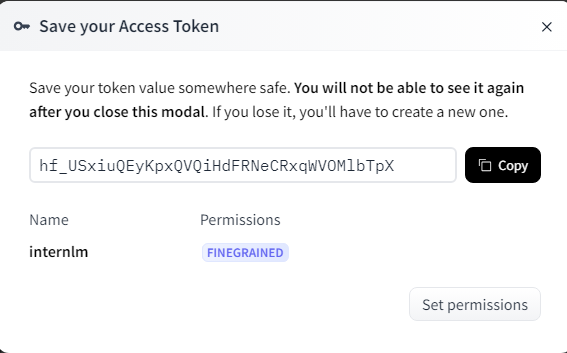 Save your Access Token
Save your token value somewhere safe. You will not be able to see it again
after you close this modal. If you lose it, you'll have to create a new one.
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
Copy
Name Permissions
internlm FINEGRAINED
Set permissions